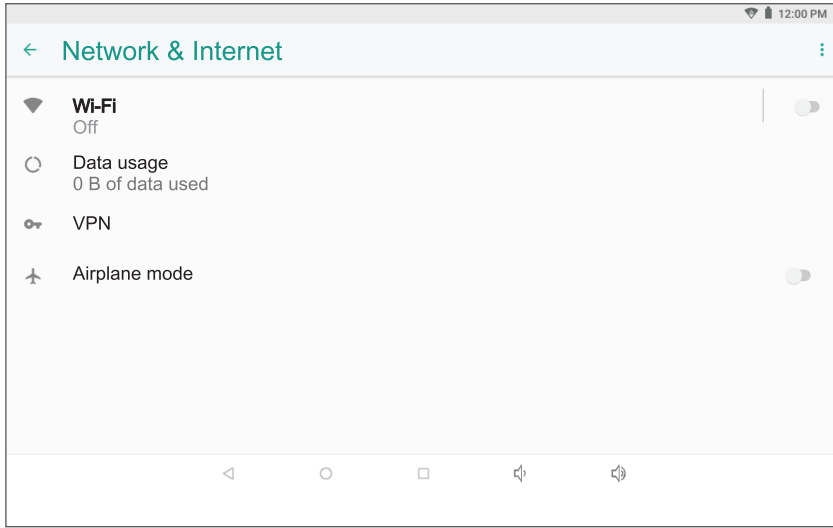 12:00 PM
Network & Internet
Wi-Fi
Off
Data usage
0 B of data used
VPN
Airplane mode